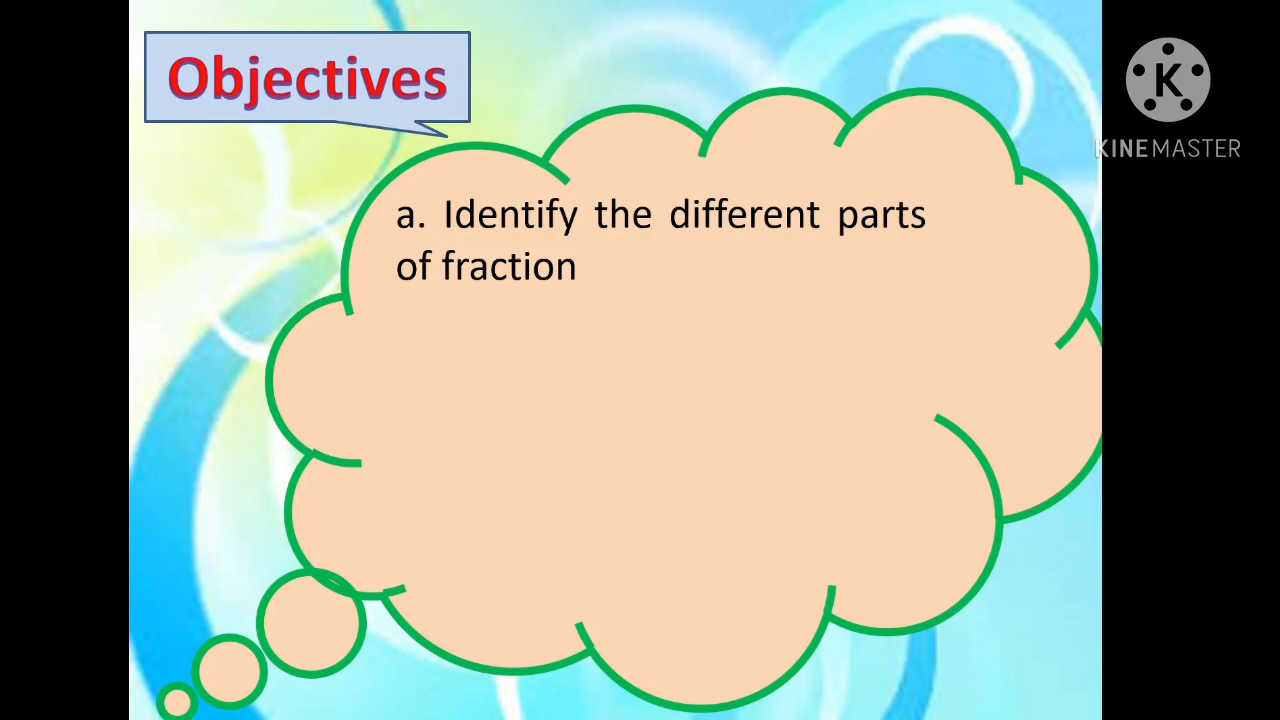 Objectives
K
KINEMASTER
a. Identify the different parts
of fraction